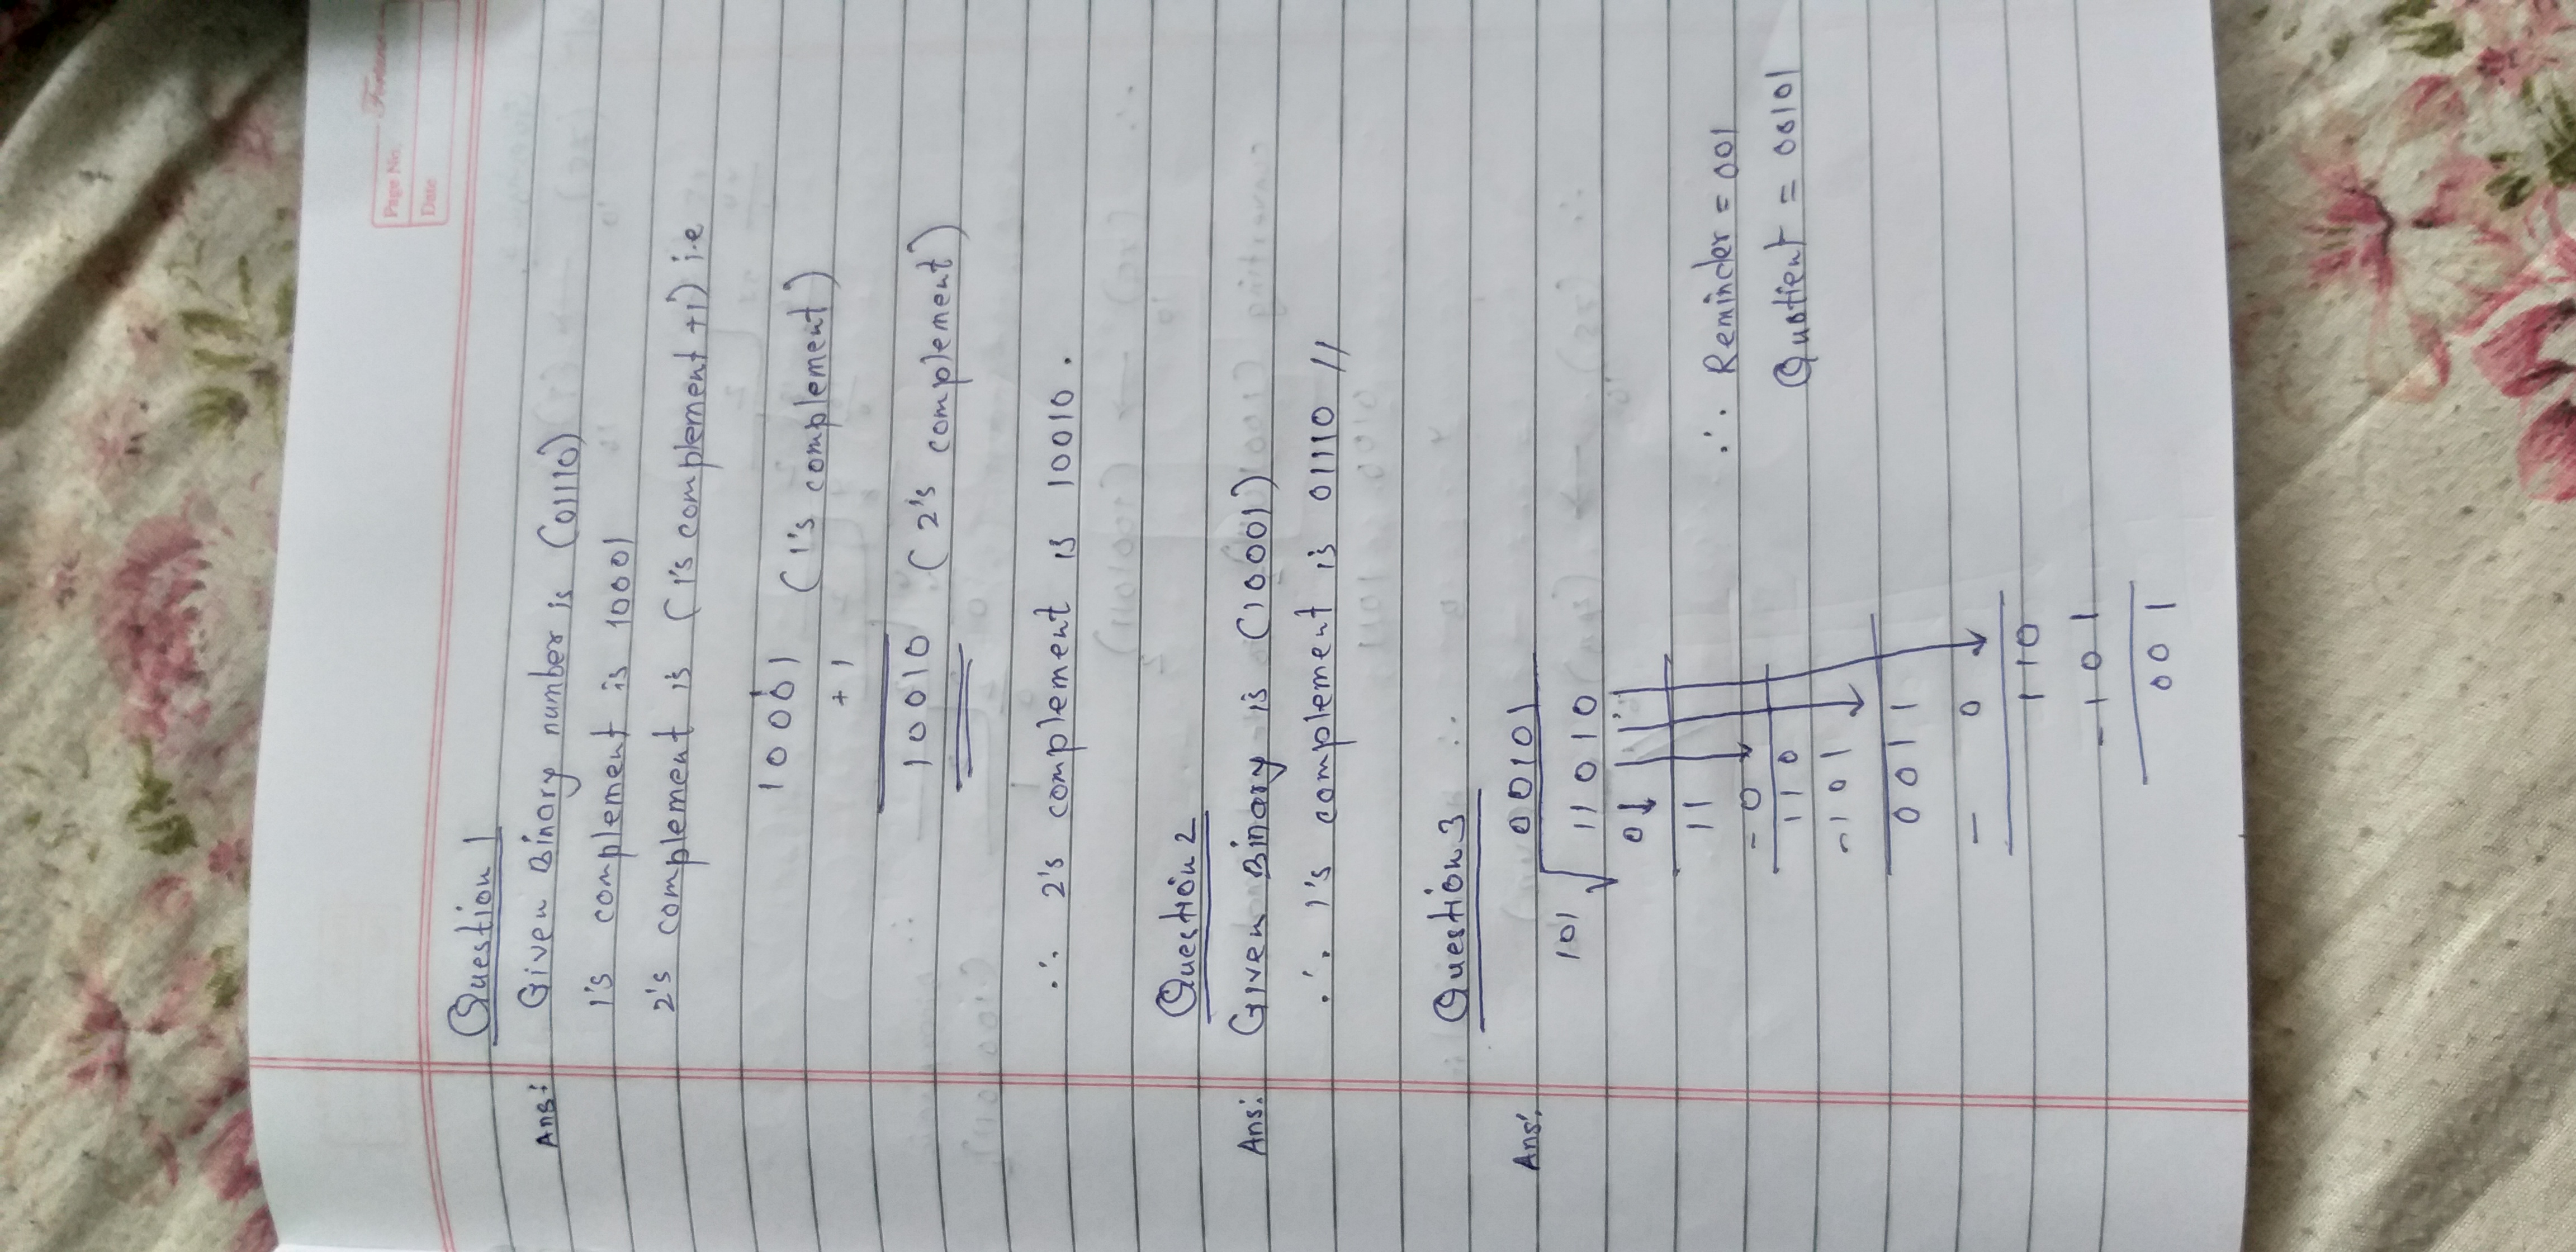 Fortune
Page No.
Date
Question 1
Ans: Given Binary number is (01110)
1's complement is 10001
2's complement is (1's complement +1) i.e
1
10001 (1's complement)
+ 1
10010 (2's complement)
∴ 2's complement is 10010.
Question 2
Ans: Given Binary is (10001)
∴ 1's complement is 01110 //
Question 3
Ans: 00101
101 √ 11010
0↓
11
- 0
110
-101
0011
- 0
110
-101
001
∴ Reminder = 001
Quotient = 00101